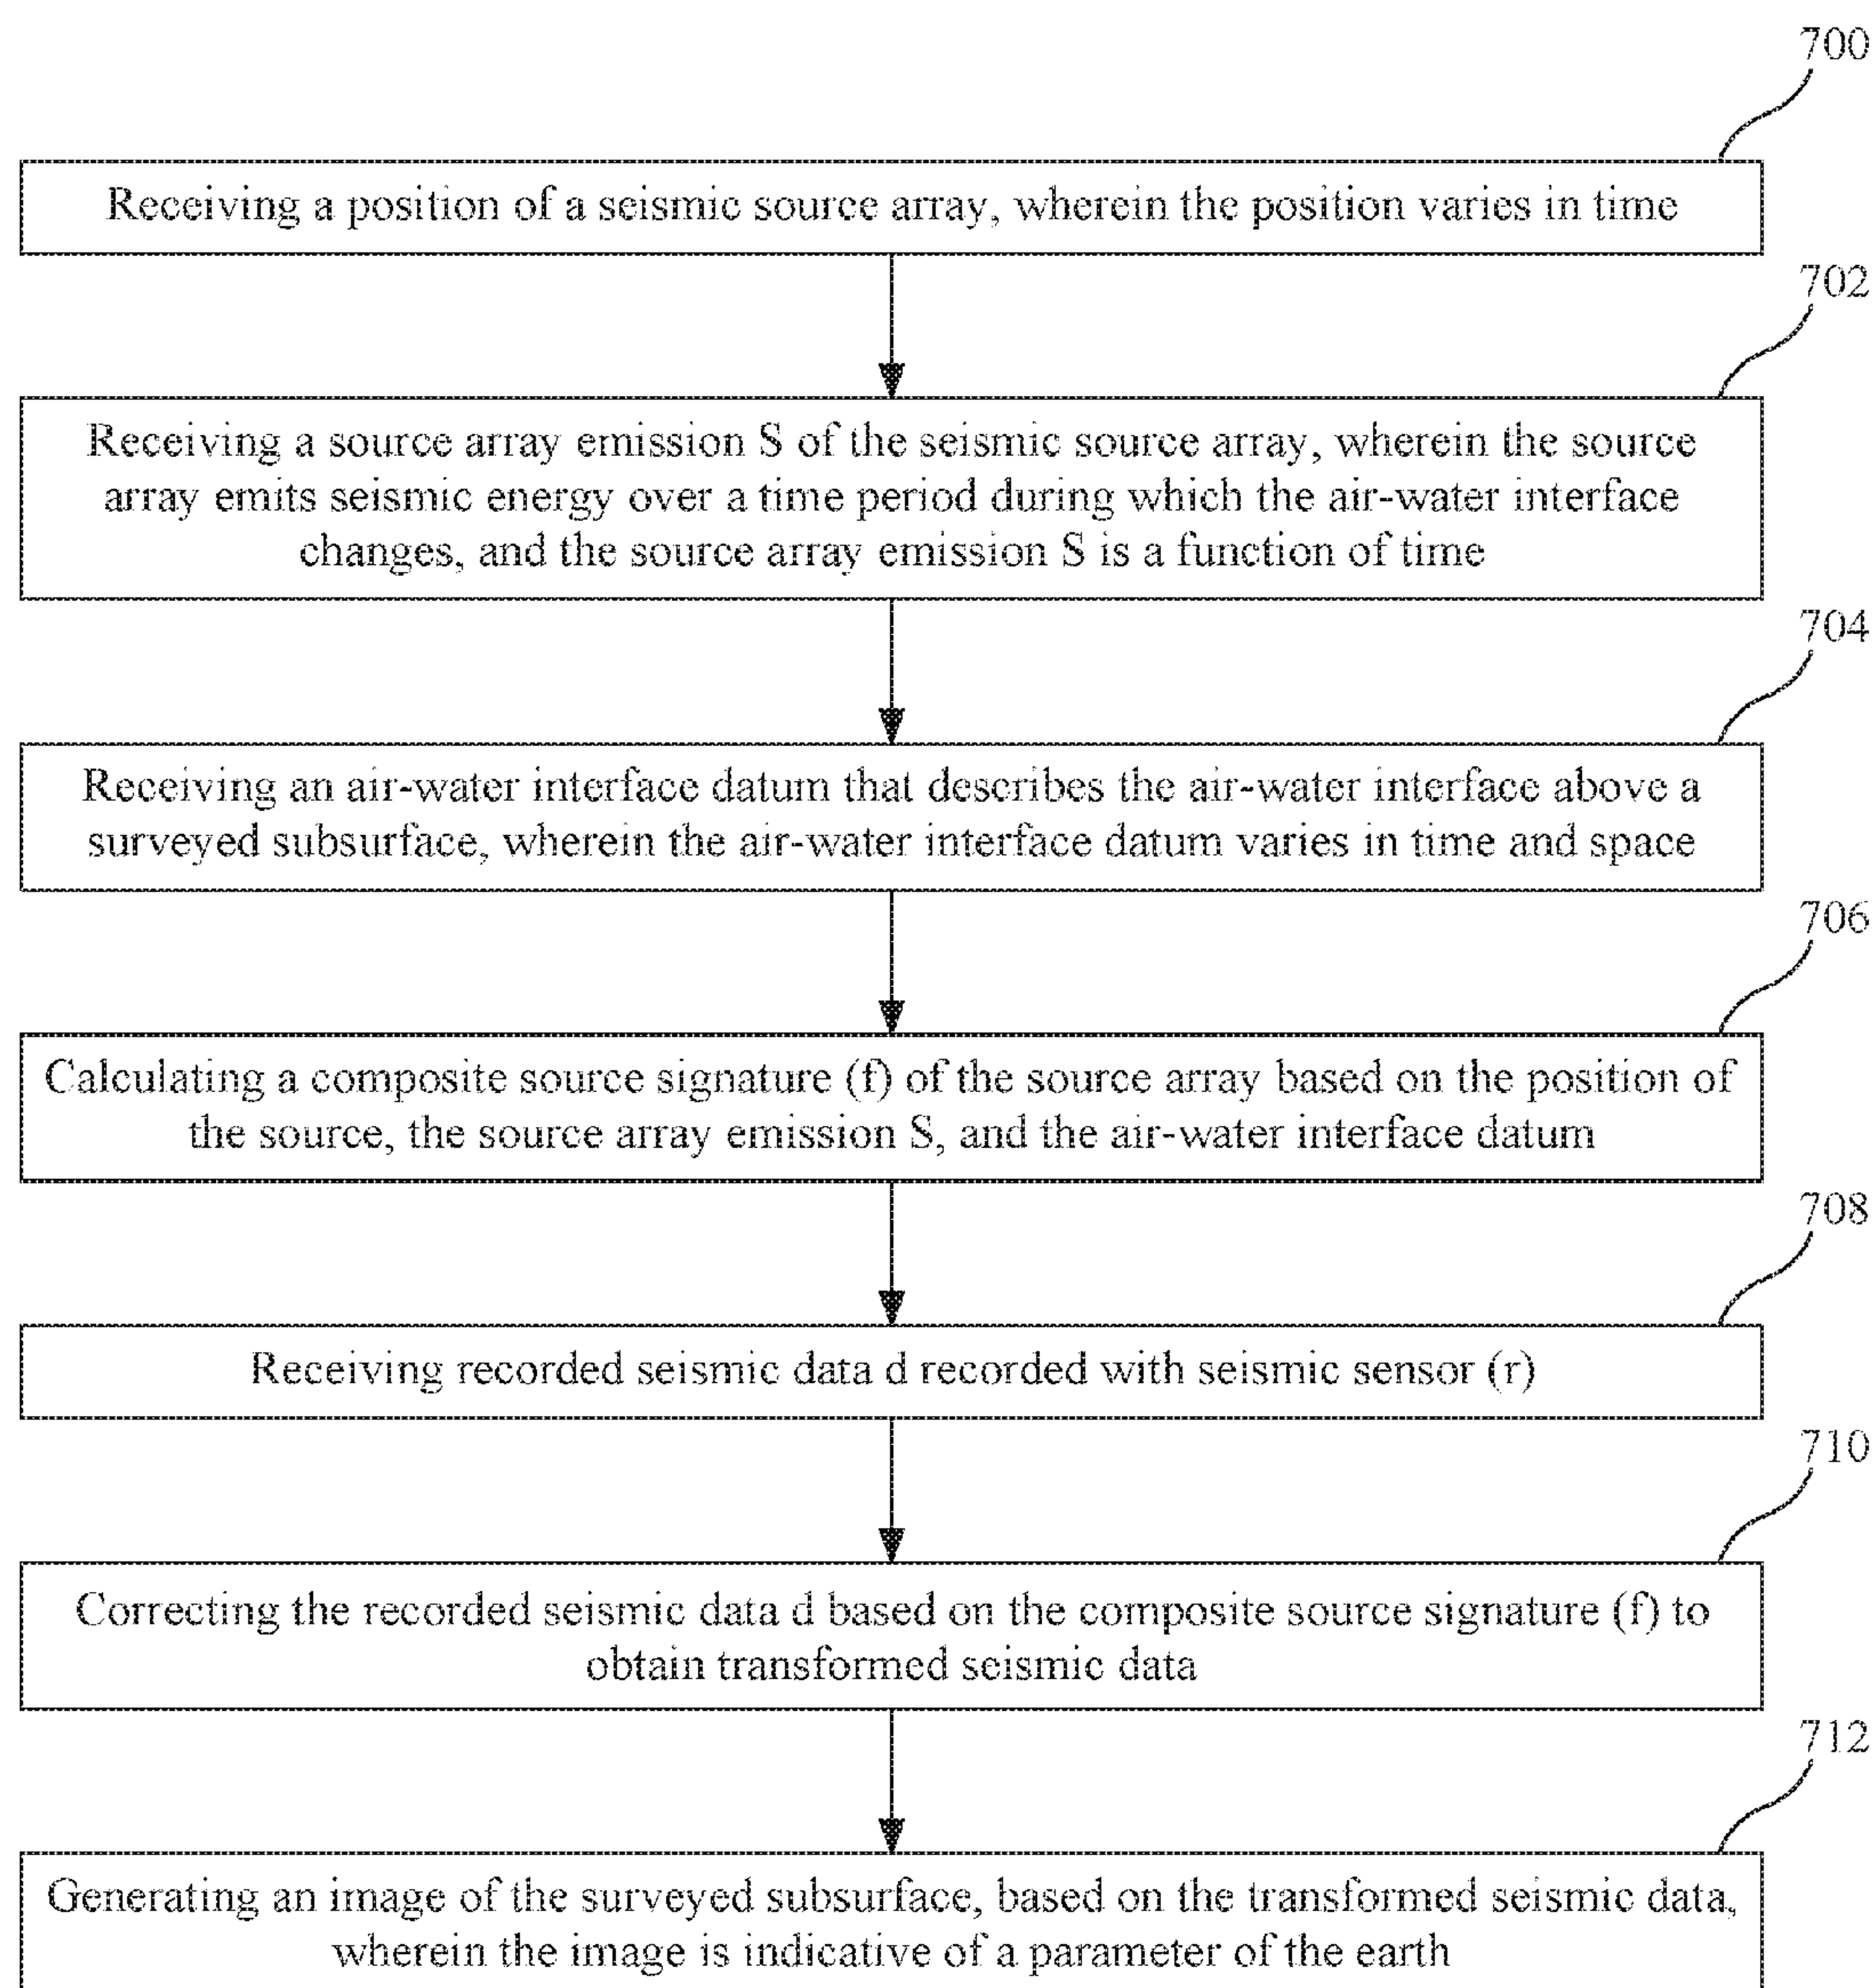 700
Receiving a position of a seismic source array, wherein the position varies in time
702
Receiving a source array emission S of the seismic source array, wherein the source
array emits seismic energy over a time period during which the air-water interface
changes, and the source array emission S is a function of time
704
Receiving an air-water interface datum that describes the air-water interface above a
surveyed subsurface, wherein the air-water interface datum varies in time and space
706
Calculating a composite source signature (f) of the source array based on the position of
the source, the source array emission S, and the air-water interface datum
708
Receiving recorded seismic data d recorded with seismic sensor (r)
710
Correcting the recorded seismic data d based on the composite source signature (f) to
obtain transformed seismic data
712
Generating an image of the surveyed subsurface, based on the transformed seismic data,
wherein the image is indicative of a parameter of the earth